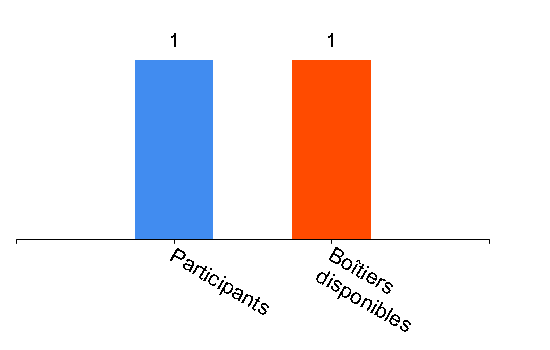 1
1
Participants
Boîtiers
disponibles